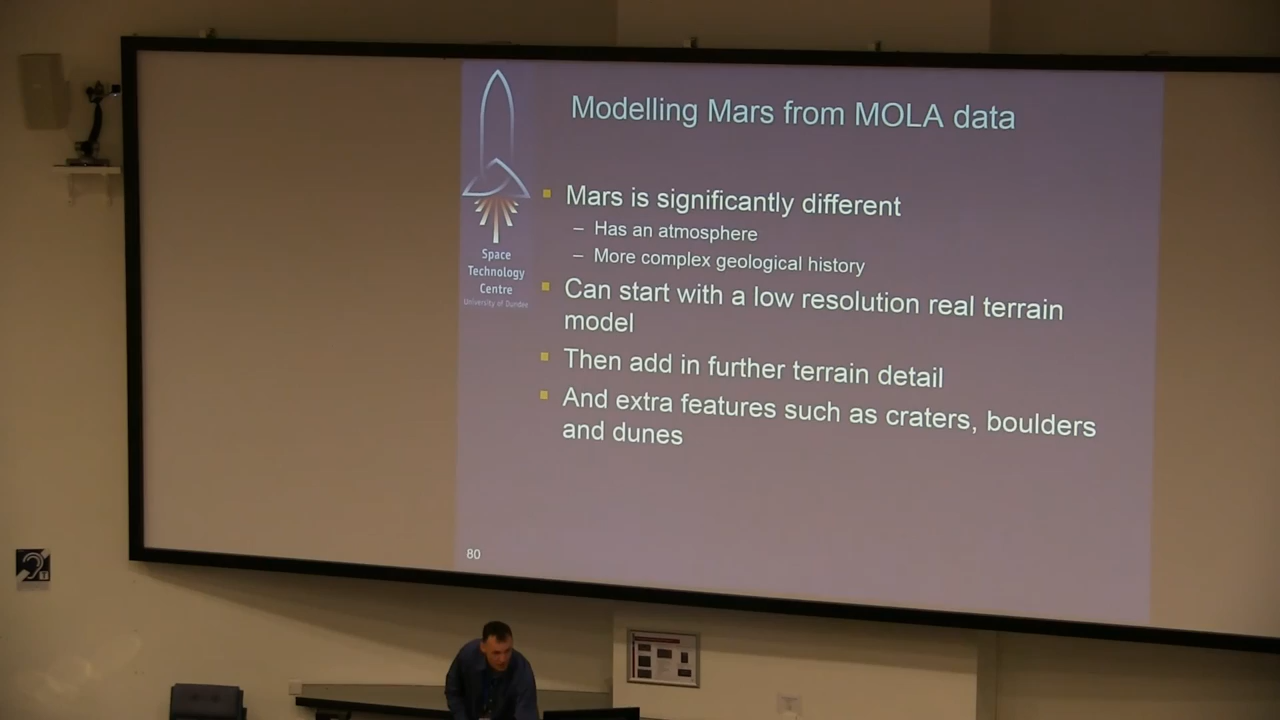 Modelling Mars from MOLA data
Mars is significantly different
– Has an atmosphere
– More complex geological history
Can start with a low resolution real terrain
model
Then add in further terrain detail
And extra features such as craters, boulders
and dunes
Space
Technology
Centre
University of Dundee
80
T